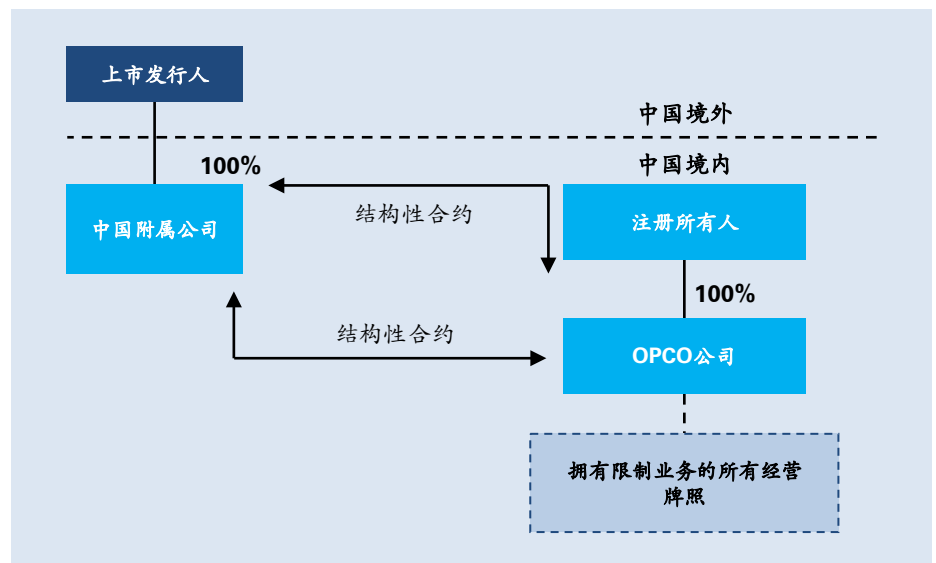 上市发行人
中国境外
100%
中国境内
中国附属公司
结构性合约
注册所有人
100%
结构性合约
OPCO公司
拥有限制业务的所有经营
牌照